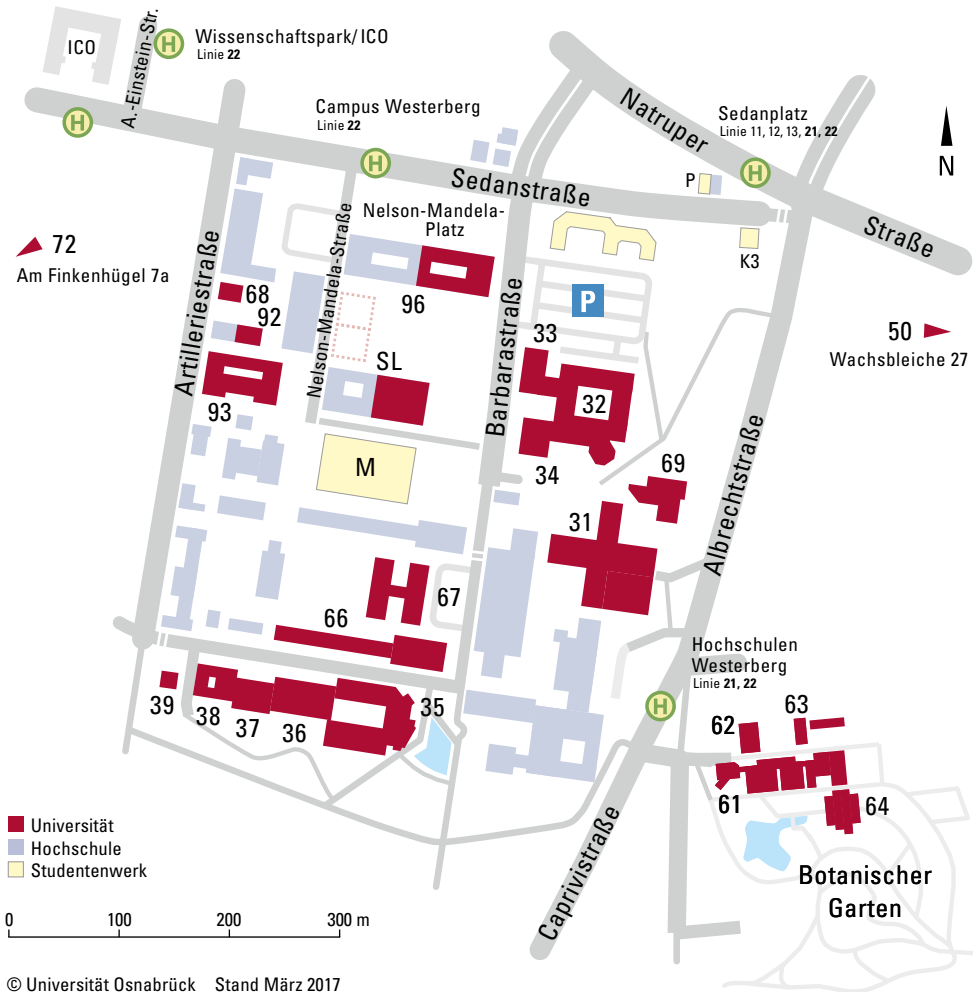 ICO
A.-Einstein-Str.
H
Wissenschaftspark/ICO
Linie 22
H
Campus Westerberg
Linie 22
H
Natruper
Straße
Sedanplatz
Linie 11, 12, 13, 21, 22
H
N
Sedanstraße
P
K3
72
Am Finkenhügel 7a
Nelson-Mandela-
Platz
Nelson-Mandela-Straße
Artilleriestraße
Barbarastraße
Albrechtstraße
P
50
Wachsbleiche 27
68
92
96
33
SL
32
93
34
M
69
31
67
66
Hochschulen
Westerberg
Linie 21, 22
H
39
38
37
36
35
62
63
61
64
Caprivistraße
Botanischer
Garten
Universität
Hochschule
Studentenwerk
0 100 200 300 m
© Universität Osnabrück Stand März 2017